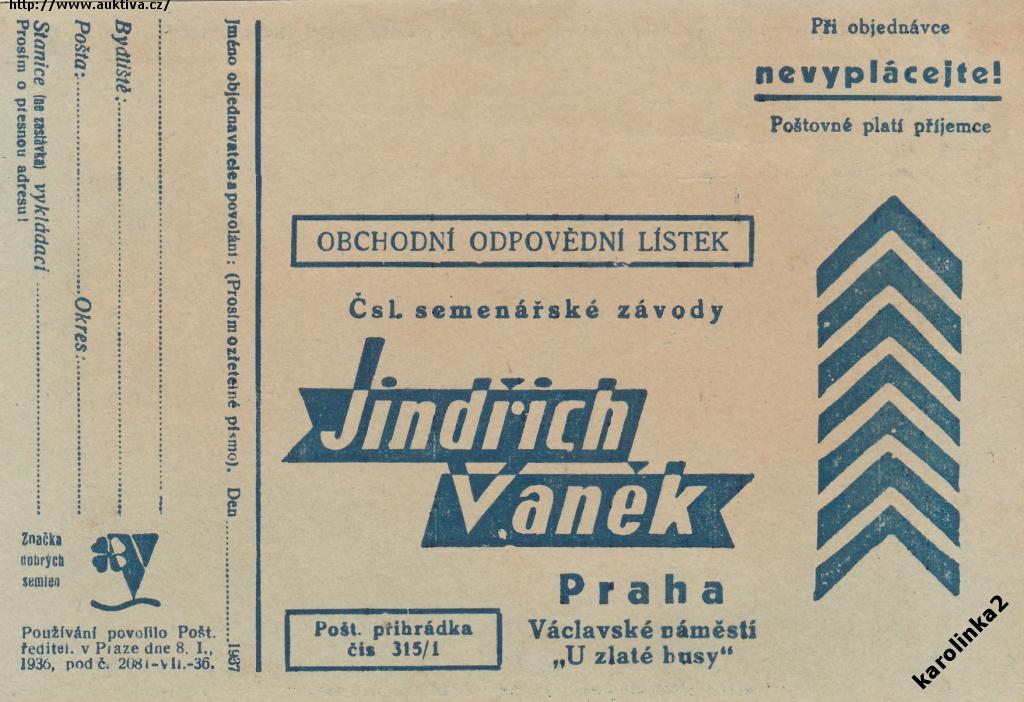 http://www.auktiva.cz/
Při objednávce
nevyplácejte!
Poštovné platí příjemce
OBCHODNÍ ODPOVĚDNÍ LÍSTEK
Čsl. semenářské závody
Jindřich
Vaněk
Praha
Václavské náměstí
„U zlaté husy"
Pošt. přihrádka
čís 315/1
Jméno objednavatele a povolání: (Prosím o zřetelné písmo). Den 1937
Bydliště:
Pošta: Okres:
Stanice (ne zastávka) vykládací
Prosím o přesnou adresu!
Značka
dobrých
semen
V
Používání povolilo Pošt.
ředitel. v Praze dne 8. I.,
1936, pod č. 2081-VII.-36.
karolinka2